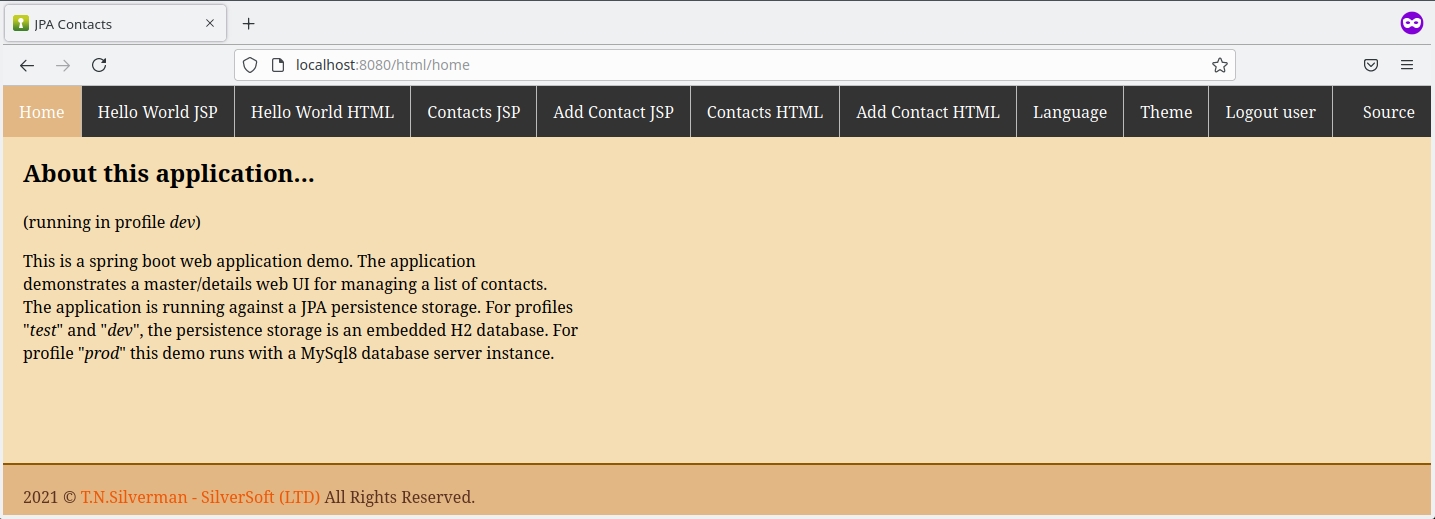 JPA Contacts
localhost:8080/html/home
Home Hello World JSP Hello World HTML Contacts JSP Add Contact JSP Contacts HTML Add Contact HTML Language Theme Logout user Source
About this application...
(running in profile dev)
This is a spring boot web application demo. The application
demonstrates a master/details web UI for managing a list of contacts.
The application is running against a JPA persistence storage. For profiles
"test" and "dev", the persistence storage is an embedded H2 database. For
profile "prod" this demo runs with a MySql8 database server instance.
2021 © T.N.Silverman - SilverSoft (LTD) All Rights Reserved.